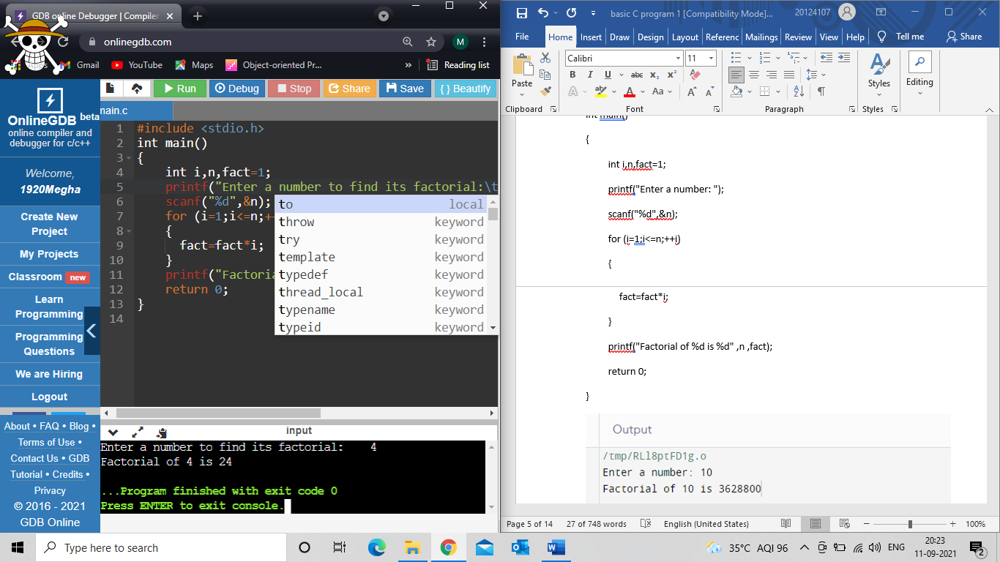 GDB online Debugger | Compiler
onlinegdb.com
M
Apps
Gmail
YouTube
Maps
Object-oriented Pr...
»
Reading list
OnlineGDB beta
online compiler and
debugger for c/c++
Welcome,
1920Megha
Create New
Project
My Projects
Classroom new
Learn
Programming
Programming
Questions
We are Hiring
Logout
About • FAQ • Blog •
Terms of Use •
Contact Us • GDB
Tutorial • Credits •
Privacy
© 2016 - 2021
GDB Online
Run
Debug
Stop
Share
Save
{ } Beautify
main.c
1 #include <stdio.h>
2 int main()
3 {
4 int i,n,fact=1;
5 printf("Enter a number to find its factorial:\t
6 scanf("%d",&n);
7 for (i=1;i<=n;+
8 {
9 fact=fact*i;
10 }
11 printf("Factoria
12 return 0;
13 }
14
to local
throw keyword
try keyword
template keyword
typedef keyword
thread_local keyword
typename keyword
typeid keyword
input
Enter a number to find its factorial: 4
Factorial of 4 is 24
...Program finished with exit code 0
Press ENTER to exit console.
basic C program 1 [Compatibility Mode]...
20124107
File Home Insert Draw Design Layout Referenc Mailings Review View Help Tell me Share
Paste
Clipboard
Calibri 11
B I U abc x₂ x²
A A Aa A A
Font
Paragraph
Styles
Styles
Editing
int main()
{
int i,n,fact=1;
printf("Enter a number: ");
scanf("%d",&n);
for (i=1;i<=n;++i)
{
fact=fact*i;
}
printf("Factorial of %d is %d" ,n ,fact);
return 0;
}
Output
/tmp/RLl8ptFD1g.o
Enter a number: 10
Factorial of 10 is 3628800
Page 5 of 14 27 of 748 words English (United States) 100%
Type here to search
35°C AQI 96
ENG
20:23
11-09-2021
2